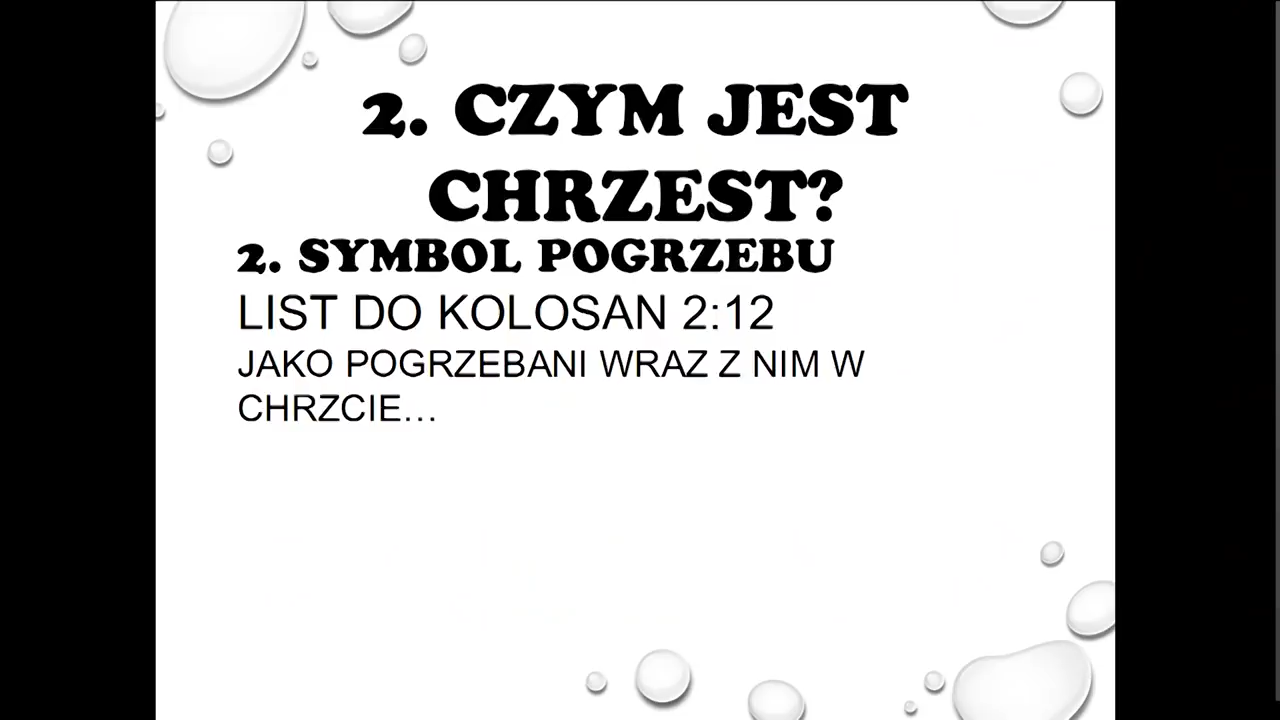 2. CZYM JEST
CHRZEST?
2. SYMBOL POGRZEBU
LIST DO KOLOSAN 2:12
JAKO POGRZEBANI WRAZ Z NIM W
CHRZCIE…